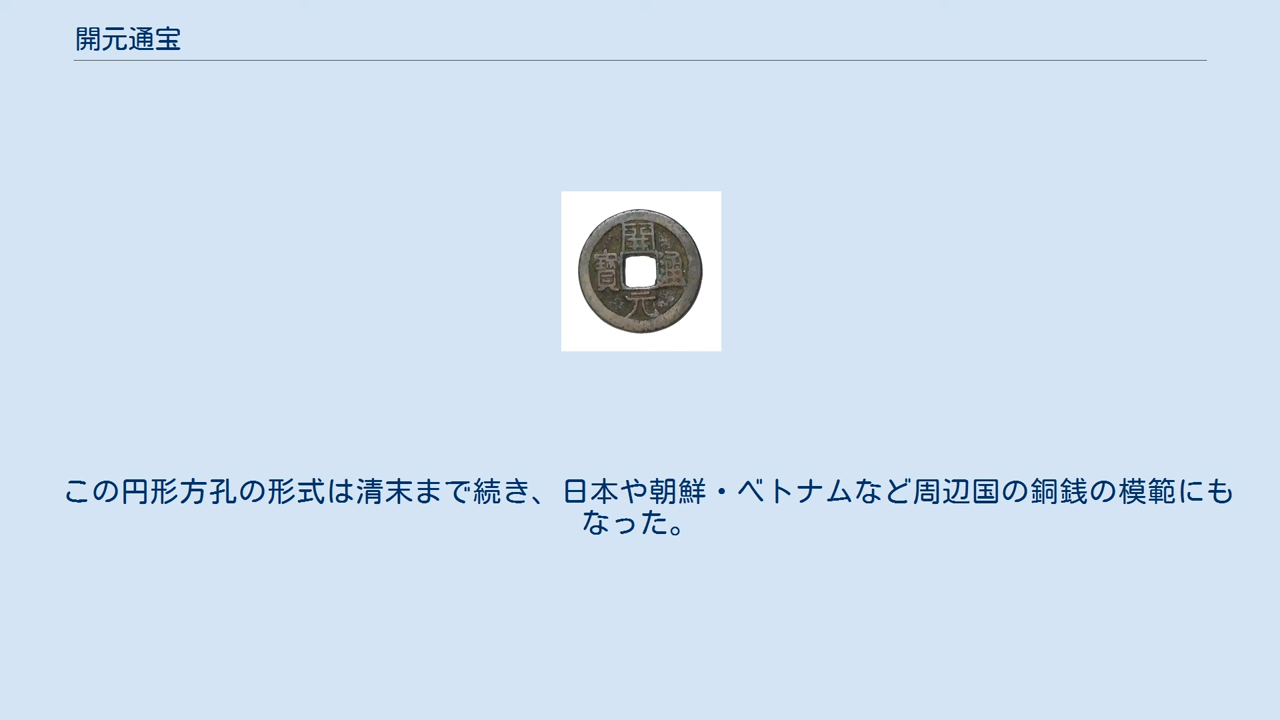 開元通宝
開
寶 通
元
この円形方孔の形式は清末まで続き、日本や朝鮮・ベトナムなど周辺国の銅銭の模範にも
なった。